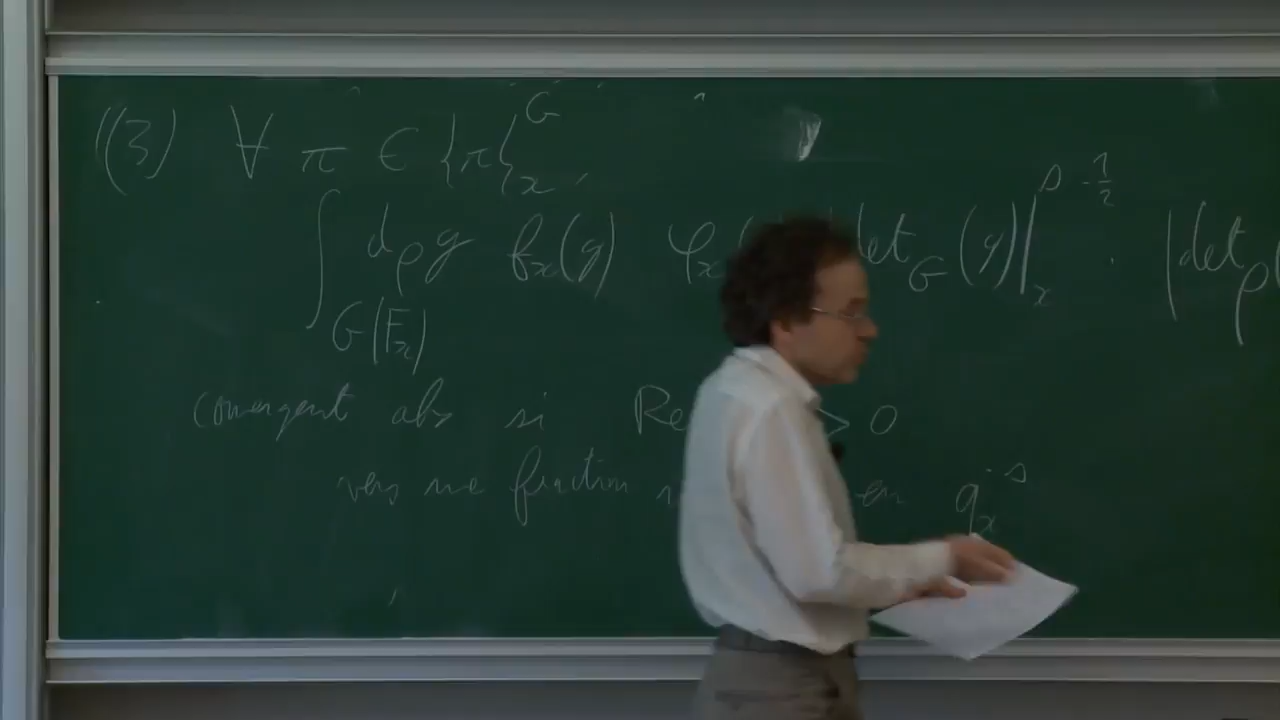 ((3) ∀ π ∈ {π}_x^G,
∫_{G(F_x)} d_ρ g f_x(g) φ_x( det_G(g)|_x^{s - 1/2} · |det_ρ(
convergent abs si Re > 0
vers une fraction en q_x^{-s}